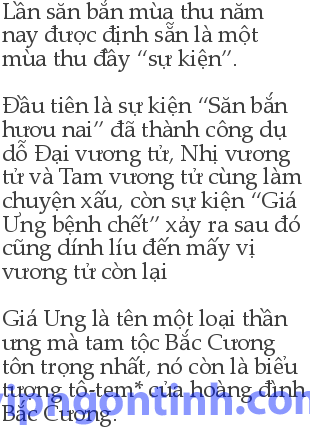 Lần săn bắn mùa thu năm
nay được định sẵn là một
mùa thu đầy “sự kiện”.
Đầu tiên là sự kiện “Săn bắn
hươu nai” đã thành công dụ
dỗ Đại vương tử, Nhị vương
tử và Tam vương tử cùng làm
chuyện xấu, còn sự kiện “Giá
Ưng bệnh chết” xảy ra sau đó
cũng dính líu đến mấy vị
vương tử còn lại
Giá Ung là tên một loại thần
ưng mà tam tộc Bắc Cương
tôn trọng nhất, nó còn là biểu
tượng tô-tem* của hoàng đình
Bắc Cương.
vipngontinh.com